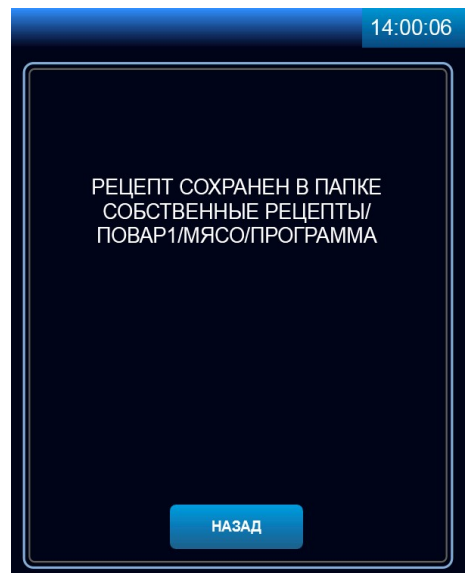 14:00:06
РЕЦЕПТ СОХРАНЕН В ПАПКЕ
СОБСТВЕННЫЕ РЕЦЕПТЫ/
ПОВАР1/МЯСО/ПРОГРАММА
НАЗАД